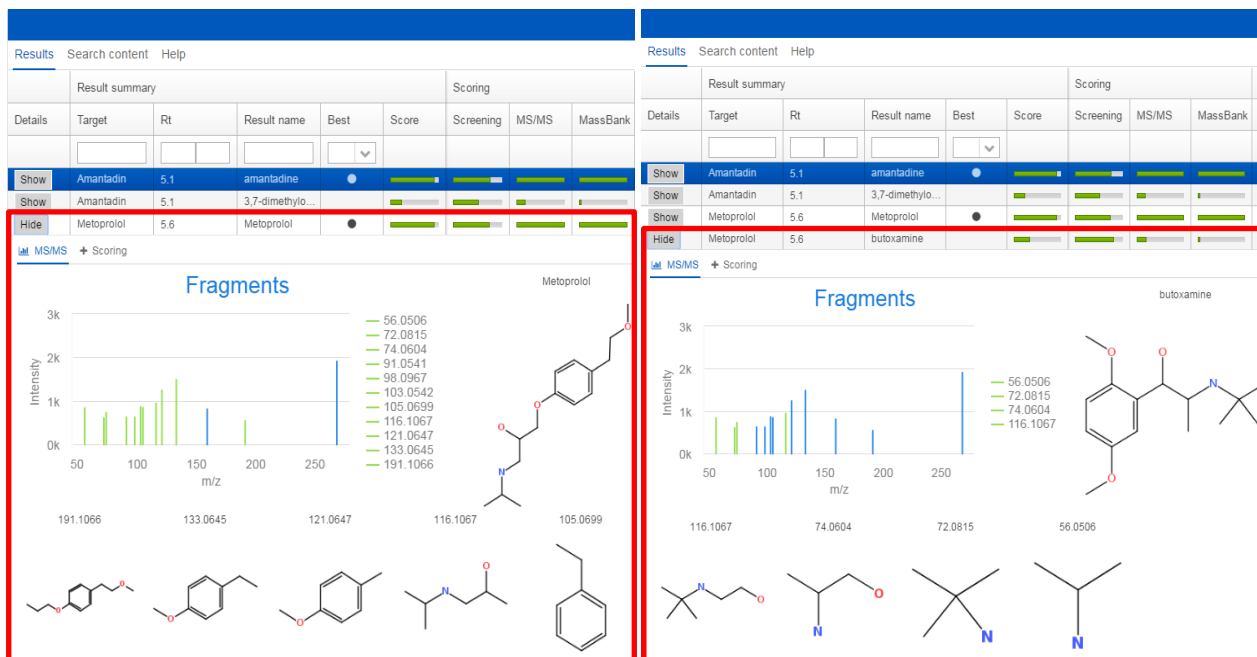 Results Search content Help
Result summary Scoring
Details Target Rt Result name Best Score Screening MS/MS MassBank
Show Amantadin 5.1 amantadine
Show Amantadin 5.1 3,7-dimethylo...
Hide Metoprolol 5.6 Metoprolol
MS/MS + Scoring
Fragments
Metoprolol
3k
2k
1k
0k
Intensity
50 100 150 200 250
m/z
56.0506
72.0815
74.0604
91.0541
98.0967
103.0542
105.0699
116.1067
121.0647
133.0645
191.1066
O
O
O
N
191.1066 133.0645 121.0647 116.1067 105.0699
O O
O
O
N O
Results Search content Help
Result summary Scoring
Details Target Rt Result name Best Score Screening MS/MS MassBank
Show Amantadin 5.1 amantadine
Show Amantadin 5.1 3,7-dimethylo...
Show Metoprolol 5.6 Metoprolol
Hide Metoprolol 5.6 butoxamine
MS/MS + Scoring
Fragments
butoxamine
3k
2k
1k
0k
Intensity
50 100 150 200 250
m/z
56.0506
72.0815
74.0604
116.1067
O O
N
O
116.1067 74.0604 72.0815 56.0506
N O
O
N
N
N